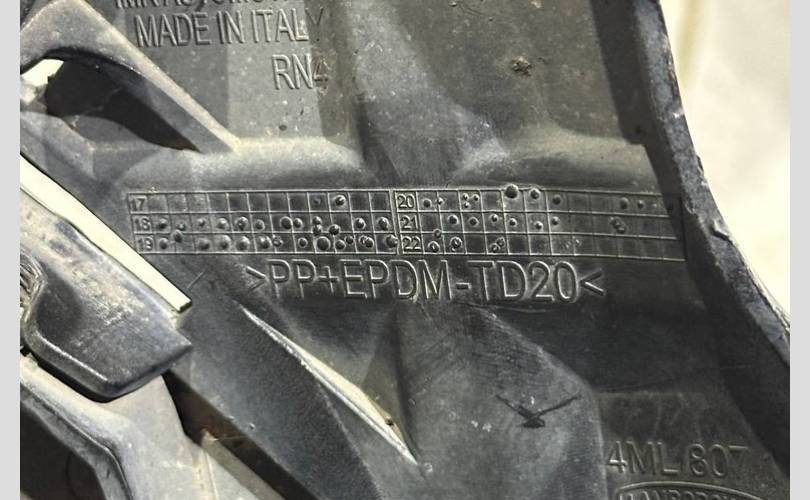 MADE IN ITALY
RN4
17 20
18 21
19 22
>PP+EPDM-TD20<
4ML 807